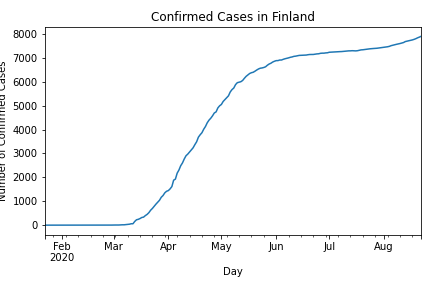 Confirmed Cases in Finland
Number of Confirmed Cases
8000
7000
6000
5000
4000
3000
2000
1000
0
Feb Mar Apr May Jun Jul Aug
2020
Day